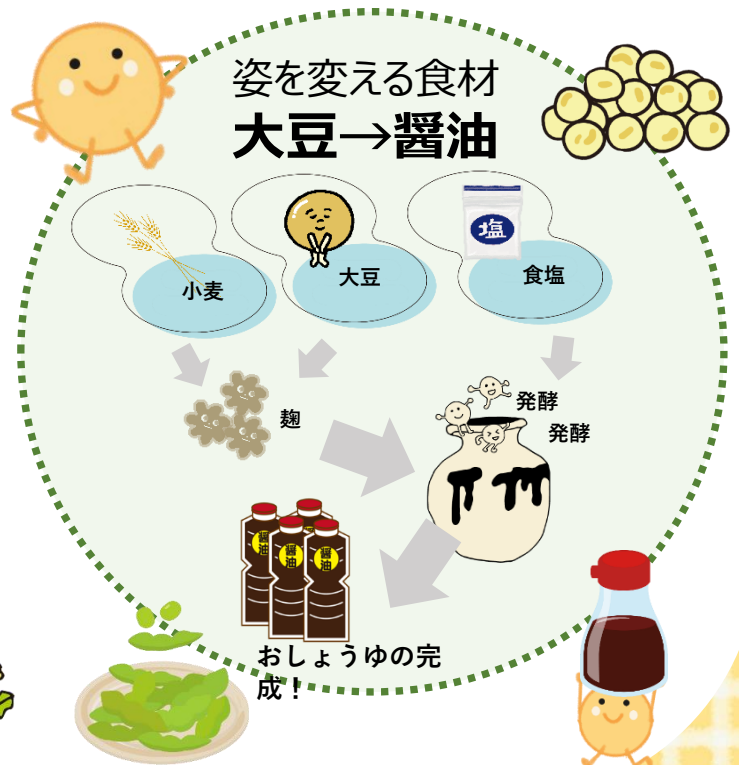 姿を変える食材
大豆→醤油
小麦
大豆
塩
食塩
麹
発酵
発酵
醤油
醤油
醤油
おしょうゆの完
成！